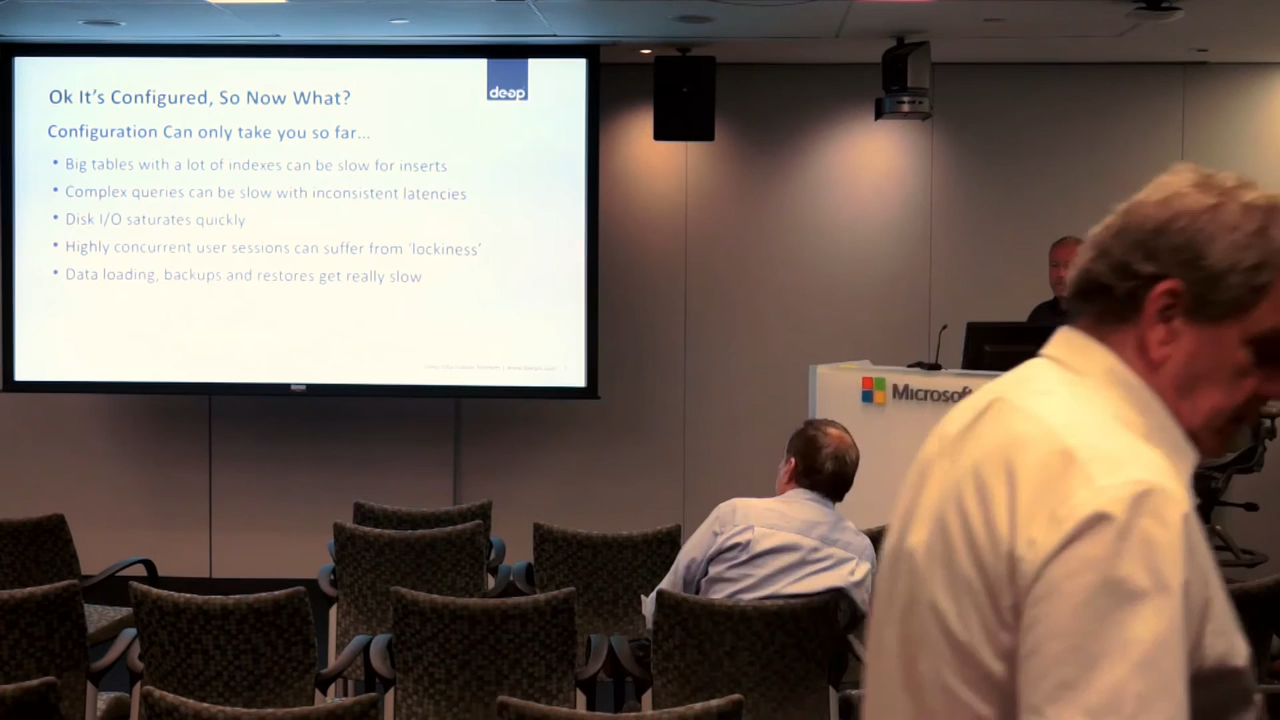 Ok It's Configured, So Now What?
deep
Configuration Can only take you so far...
• Big tables with a lot of indexes can be slow for inserts
• Complex queries can be slow with inconsistent latencies
• Disk I/O saturates quickly
• Highly concurrent user sessions can suffer from 'lockiness'
• Data loading, backups and restores get really slow
Microsof